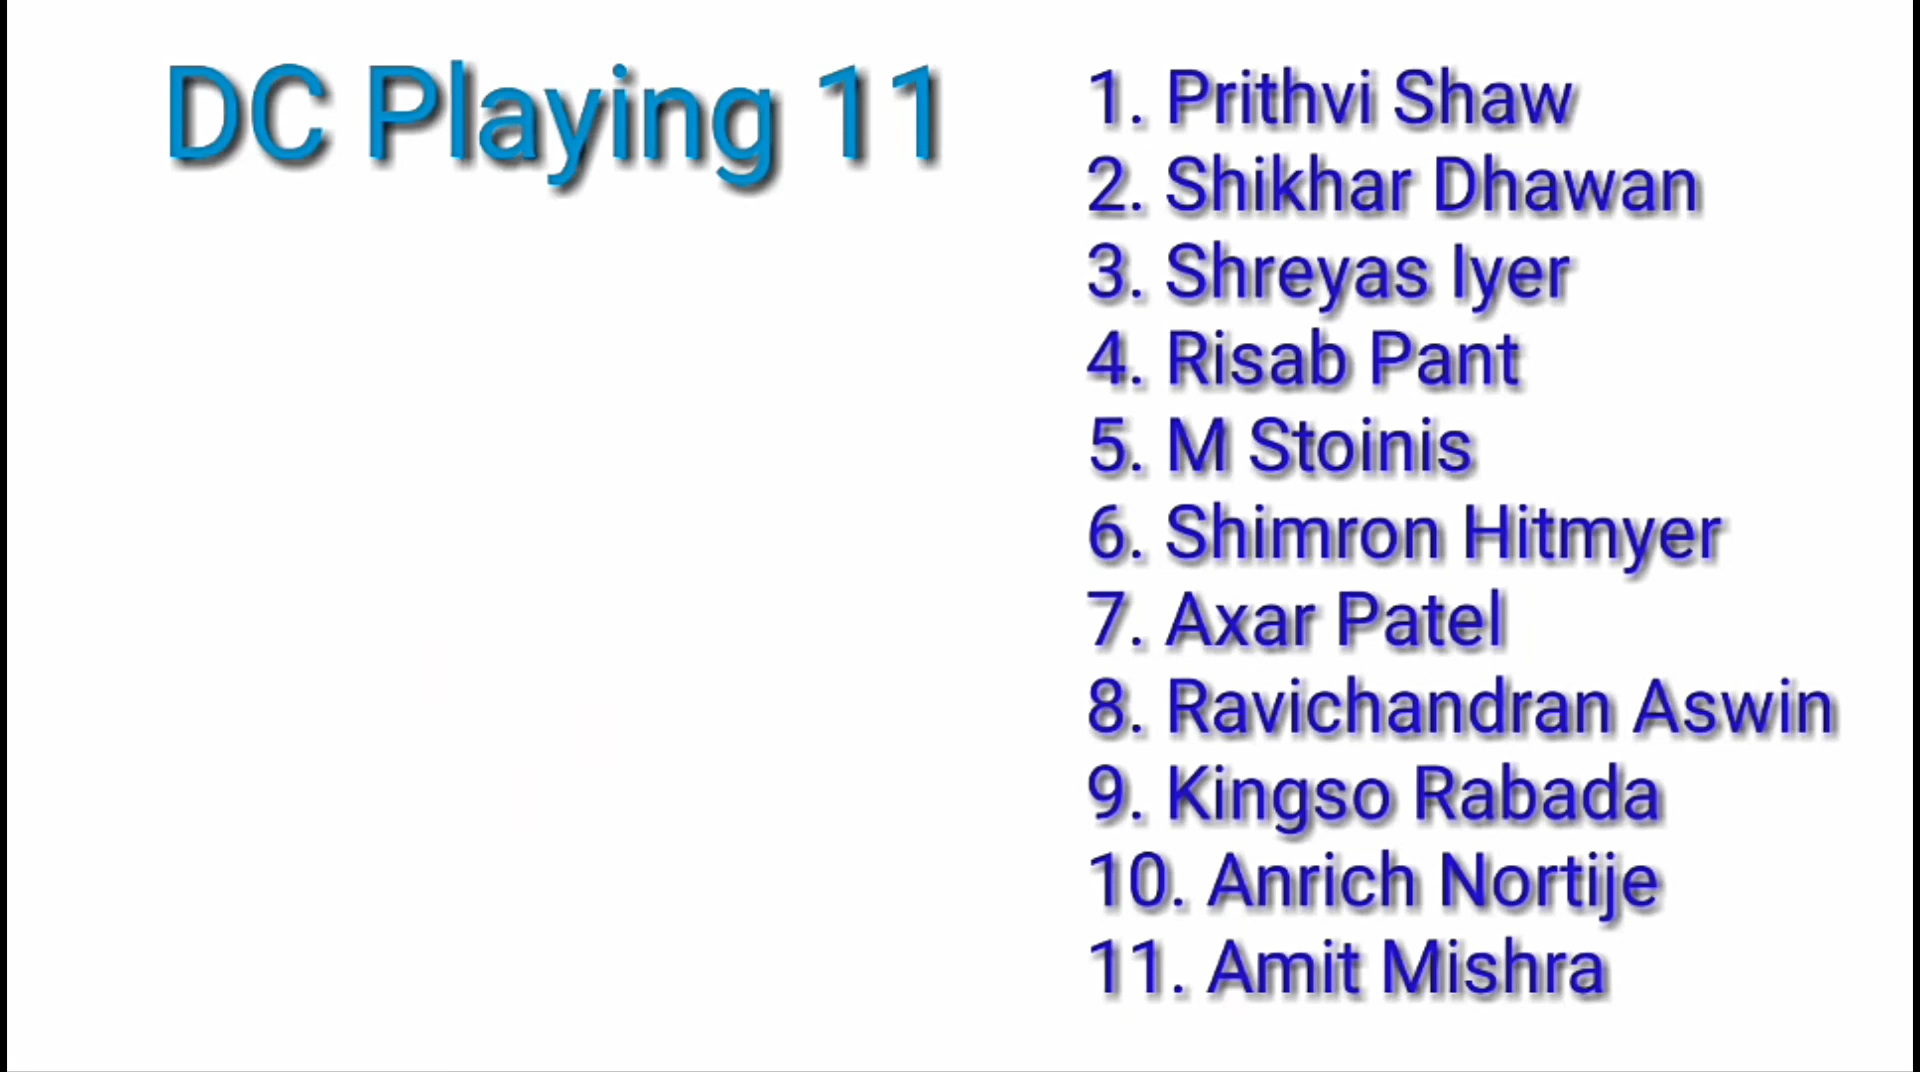 DC Playing 11
1. Prithvi Shaw
2. Shikhar Dhawan
3. Shreyas Iyer
4. Risab Pant
5. M Stoinis
6. Shimron Hitmyer
7. Axar Patel
8. Ravichandran Aswin
9. Kingso Rabada
10. Anrich Nortije
11. Amit Mishra